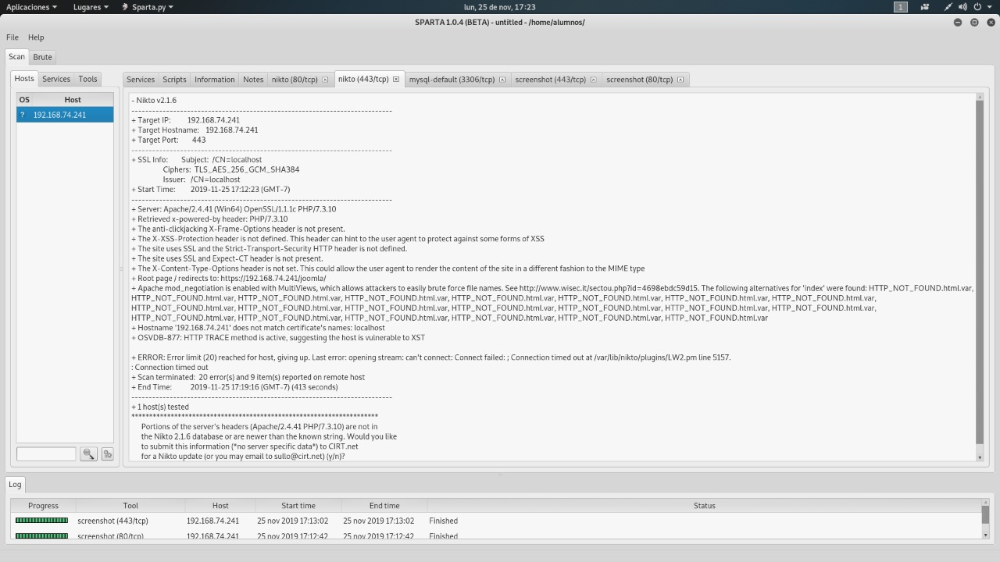 Aplicaciones Lugares Sparta.py lun, 25 de nov, 17:23 1
SPARTA 1.0.4 (BETA) - untitled - /home/alumnos/
File Help
Scan Brute
Hosts Services Tools
Services Scripts Information Notes nikto (80/tcp) nikto (443/tcp) mysql-default (3306/tcp) screenshot (443/tcp) screenshot (80/tcp)
OS Host
? 192.168.74.241
- Nikto v2.1.6
---------------------------------------------------------------------------
+ Target IP: 192.168.74.241
+ Target Hostname: 192.168.74.241
+ Target Port: 443
---------------------------------------------------------------------------
+ SSL Info: Subject: /CN=localhost
Ciphers: TLS_AES_256_GCM_SHA384
Issuer: /CN=localhost
+ Start Time: 2019-11-25 17:12:23 (GMT-7)
---------------------------------------------------------------------------
+ Server: Apache/2.4.41 (Win64) OpenSSL/1.1.1c PHP/7.3.10
+ Retrieved x-powered-by header: PHP/7.3.10
+ The anti-clickjacking X-Frame-Options header is not present.
+ The X-XSS-Protection header is not defined. This header can hint to the user agent to protect against some forms of XSS
+ The site uses SSL and the Strict-Transport-Security HTTP header is not defined.
+ The site uses SSL and Expect-CT header is not present.
+ The X-Content-Type-Options header is not set. This could allow the user agent to render the content of the site in a different fashion to the MIME type
+ Root page / redirects to: https://192.168.74.241/joomla/
+ Apache mod_negotiation is enabled with MultiViews, which allows attackers to easily brute force file names. See http://www.wisec.it/sectou.php?id=4698ebdc59d15. The following alternatives for 'index' were found: HTTP_NOT_FOUND.html.var,
HTTP_NOT_FOUND.html.var, HTTP_NOT_FOUND.html.var, HTTP_NOT_FOUND.html.var, HTTP_NOT_FOUND.html.var, HTTP_NOT_FOUND.html.var, HTTP_NOT_FOUND.html.var, HTTP_NOT_FOUND.html.var,
HTTP_NOT_FOUND.html.var, HTTP_NOT_FOUND.html.var, HTTP_NOT_FOUND.html.var, HTTP_NOT_FOUND.html.var, HTTP_NOT_FOUND.html.var, HTTP_NOT_FOUND.html.var, HTTP_NOT_FOUND.html.var,
HTTP_NOT_FOUND.html.var, HTTP_NOT_FOUND.html.var, HTTP_NOT_FOUND.html.var, HTTP_NOT_FOUND.html.var, HTTP_NOT_FOUND.html.var, HTTP_NOT_FOUND.html.var
+ Hostname '192.168.74.241' does not match certificate's names: localhost
+ OSVDB-877: HTTP TRACE method is active, suggesting the host is vulnerable to XST
+ ERROR: Error limit (20) reached for host, giving up. Last error: opening stream: can't connect: Connect failed: ; Connection timed out at /var/lib/nikto/plugins/LW2.pm line 5157.
: Connection timed out
+ Scan terminated: 20 error(s) and 9 item(s) reported on remote host
+ End Time: 2019-11-25 17:19:16 (GMT-7) (413 seconds)
---------------------------------------------------------------------------
+ 1 host(s) tested
*********************************************************************
Portions of the server's headers (Apache/2.4.41 PHP/7.3.10) are not in
the Nikto 2.1.6 database or are newer than the known string. Would you like
to submit this information (*no server specific data*) to CIRT.net
for a Nikto update (or you may email to sullo@cirt.net) (y/n)?
Log
Progress Tool Host Start time End time Status
screenshot (443/tcp) 192.168.74.241 25 nov 2019 17:13:02 25 nov 2019 17:13:02 Finished
screenshot (80/tcp) 192.168.74.241 25 nov 2019 17:12:42 25 nov 2019 17:12:42 Finished